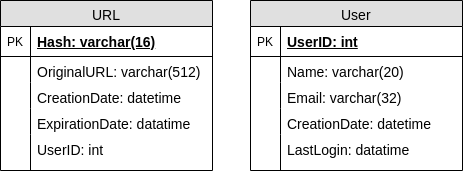 URL
PK Hash: varchar(16)
OriginalURL: varchar(512)
CreationDate: datetime
ExpirationDate: datatime
UserID: int
User
PK UserID: int
Name: varchar(20)
Email: varchar(32)
CreationDate: datetime
LastLogin: datatime